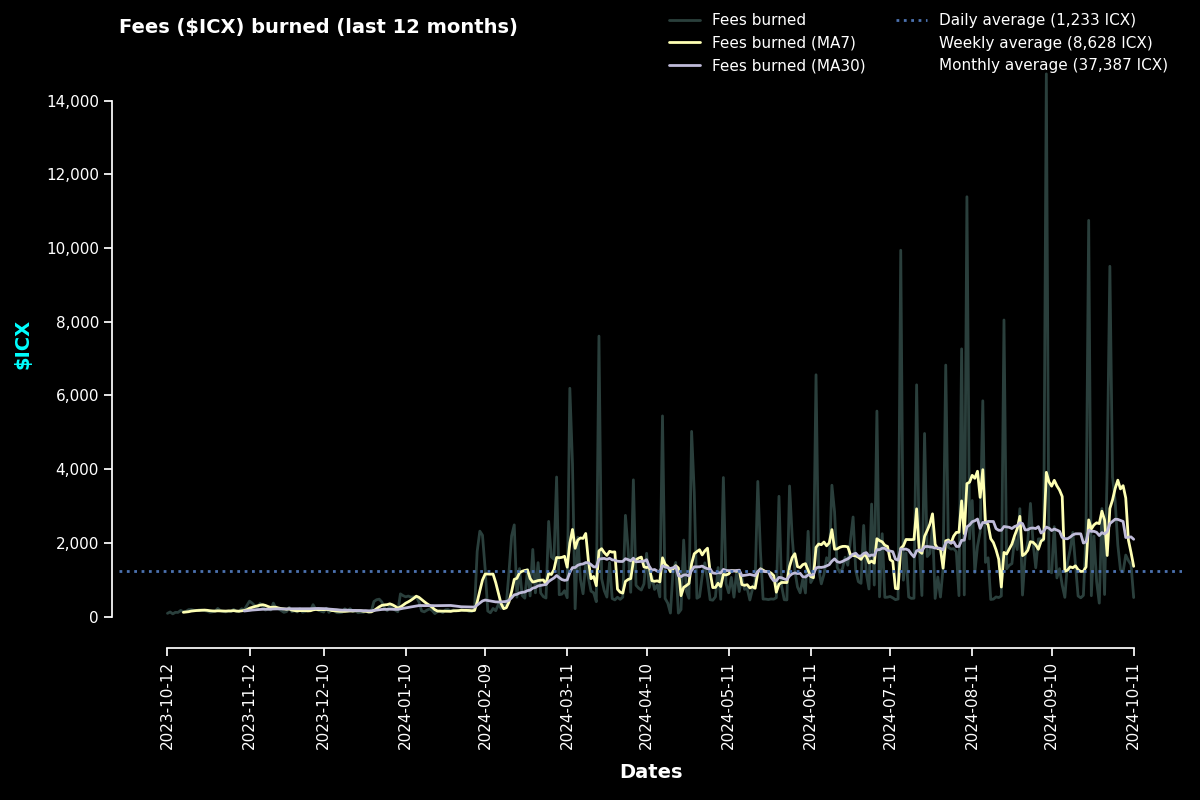 Fees ($ICX) burned (last 12 months)
Fees burned
Fees burned (MA7)
Fees burned (MA30)
Daily average (1,233 ICX)
Weekly average (8,628 ICX)
Monthly average (37,387 ICX)
14,000
12,000
10,000
8,000
6,000
4,000
2,000
0
$ICX
2023-10-12
2023-11-12
2023-12-10
2024-01-10
2024-02-09
2024-03-11
2024-04-10
2024-05-11
2024-06-11
2024-07-11
2024-08-11
2024-09-10
2024-10-11
Dates